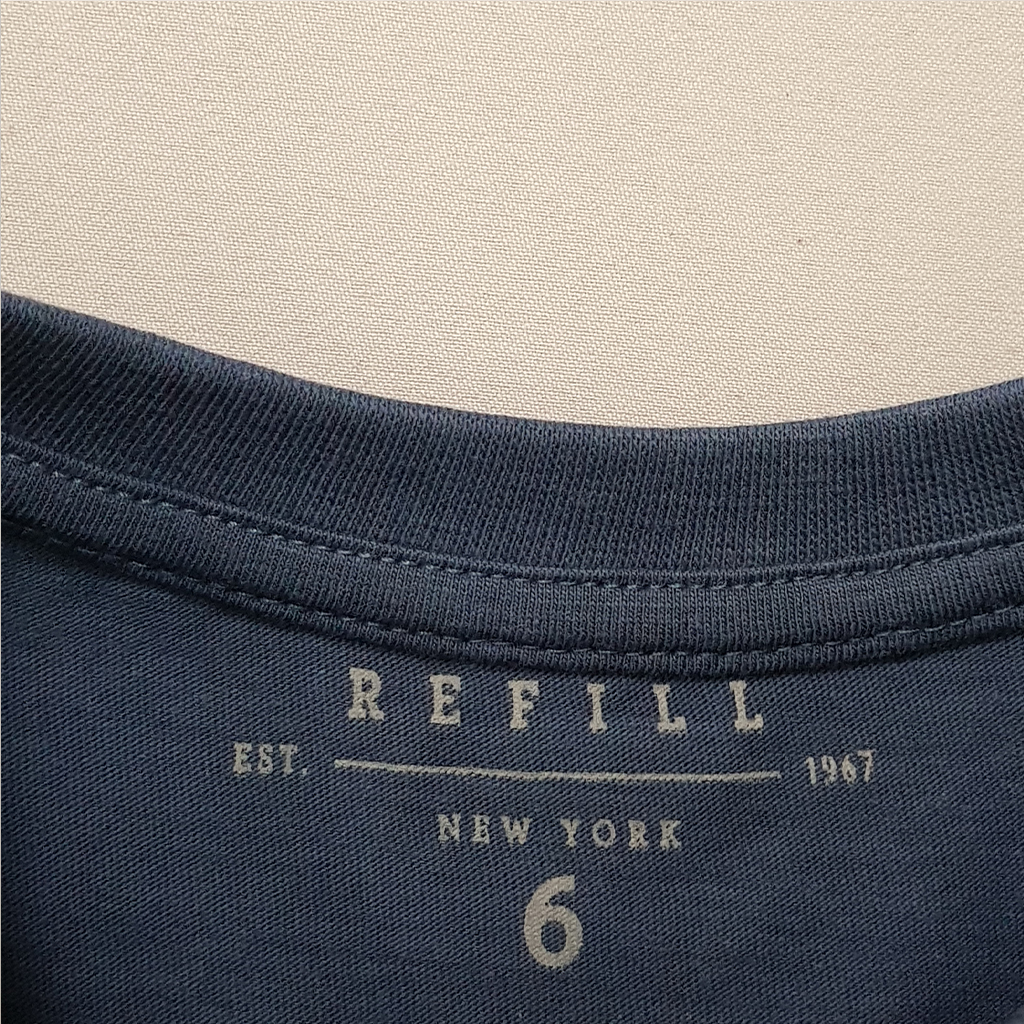 REFILL
EST. 1967
NEW YORK
6